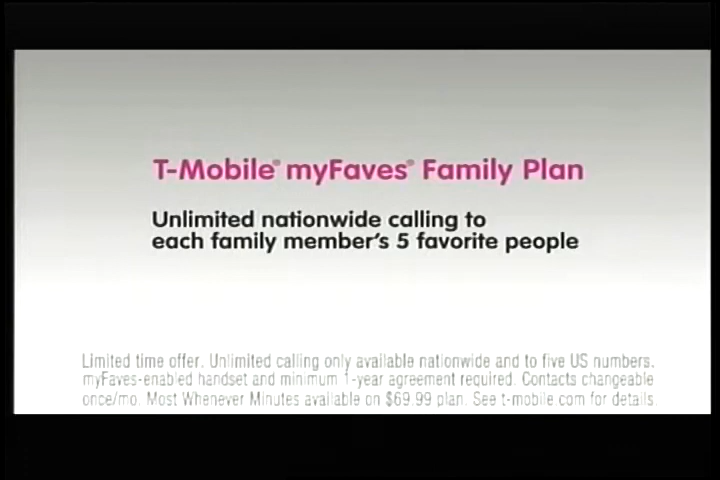 T-Mobile® myFaves® Family Plan
Unlimited nationwide calling to
each family member's 5 favorite people
Limited time offer. Unlimited calling only available nationwide and to five US numbers.
myFaves-enabled handset and minimum 1-year agreement required. Contacts changeable
once/mo. Most Whenever Minutes available on $69.99 plan. See t-mobile.com for details.